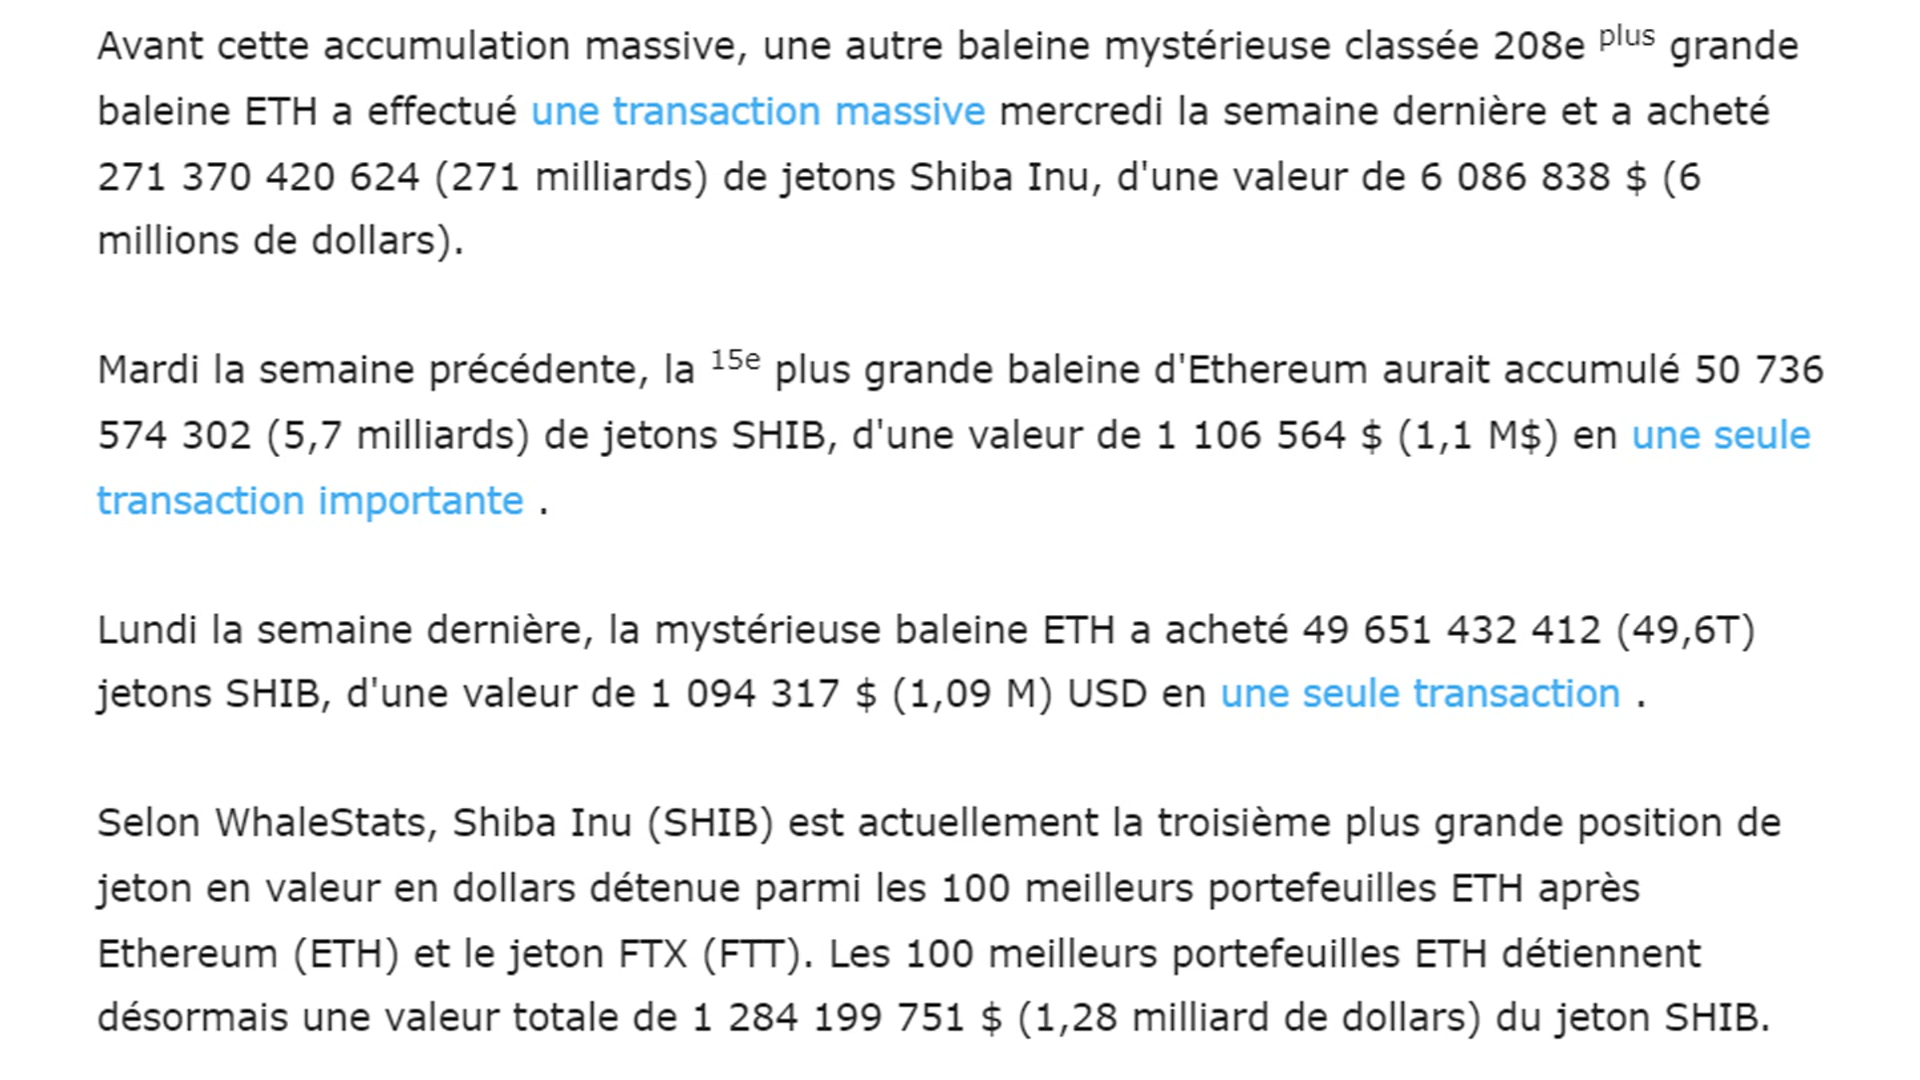 Avant cette accumulation massive, une autre baleine mystérieuse classée 208e plus grande
baleine ETH a effectué une transaction massive mercredi la semaine dernière et a acheté
271 370 420 624 (271 milliards) de jetons Shiba Inu, d'une valeur de 6 086 838 $ (6
millions de dollars).
Mardi la semaine précédente, la 15e plus grande baleine d'Ethereum aurait accumulé 50 736
574 302 (5,7 milliards) de jetons SHIB, d'une valeur de 1 106 564 $ (1,1 M$) en une seule
transaction importante .
Lundi la semaine dernière, la mystérieuse baleine ETH a acheté 49 651 432 412 (49,6T)
jetons SHIB, d'une valeur de 1 094 317 $ (1,09 M) USD en une seule transaction .
Selon WhaleStats, Shiba Inu (SHIB) est actuellement la troisième plus grande position de
jeton en valeur en dollars détenue parmi les 100 meilleurs portefeuilles ETH après
Ethereum (ETH) et le jeton FTX (FTT). Les 100 meilleurs portefeuilles ETH détiennent
désormais une valeur totale de 1 284 199 751 $ (1,28 milliard de dollars) du jeton SHIB.